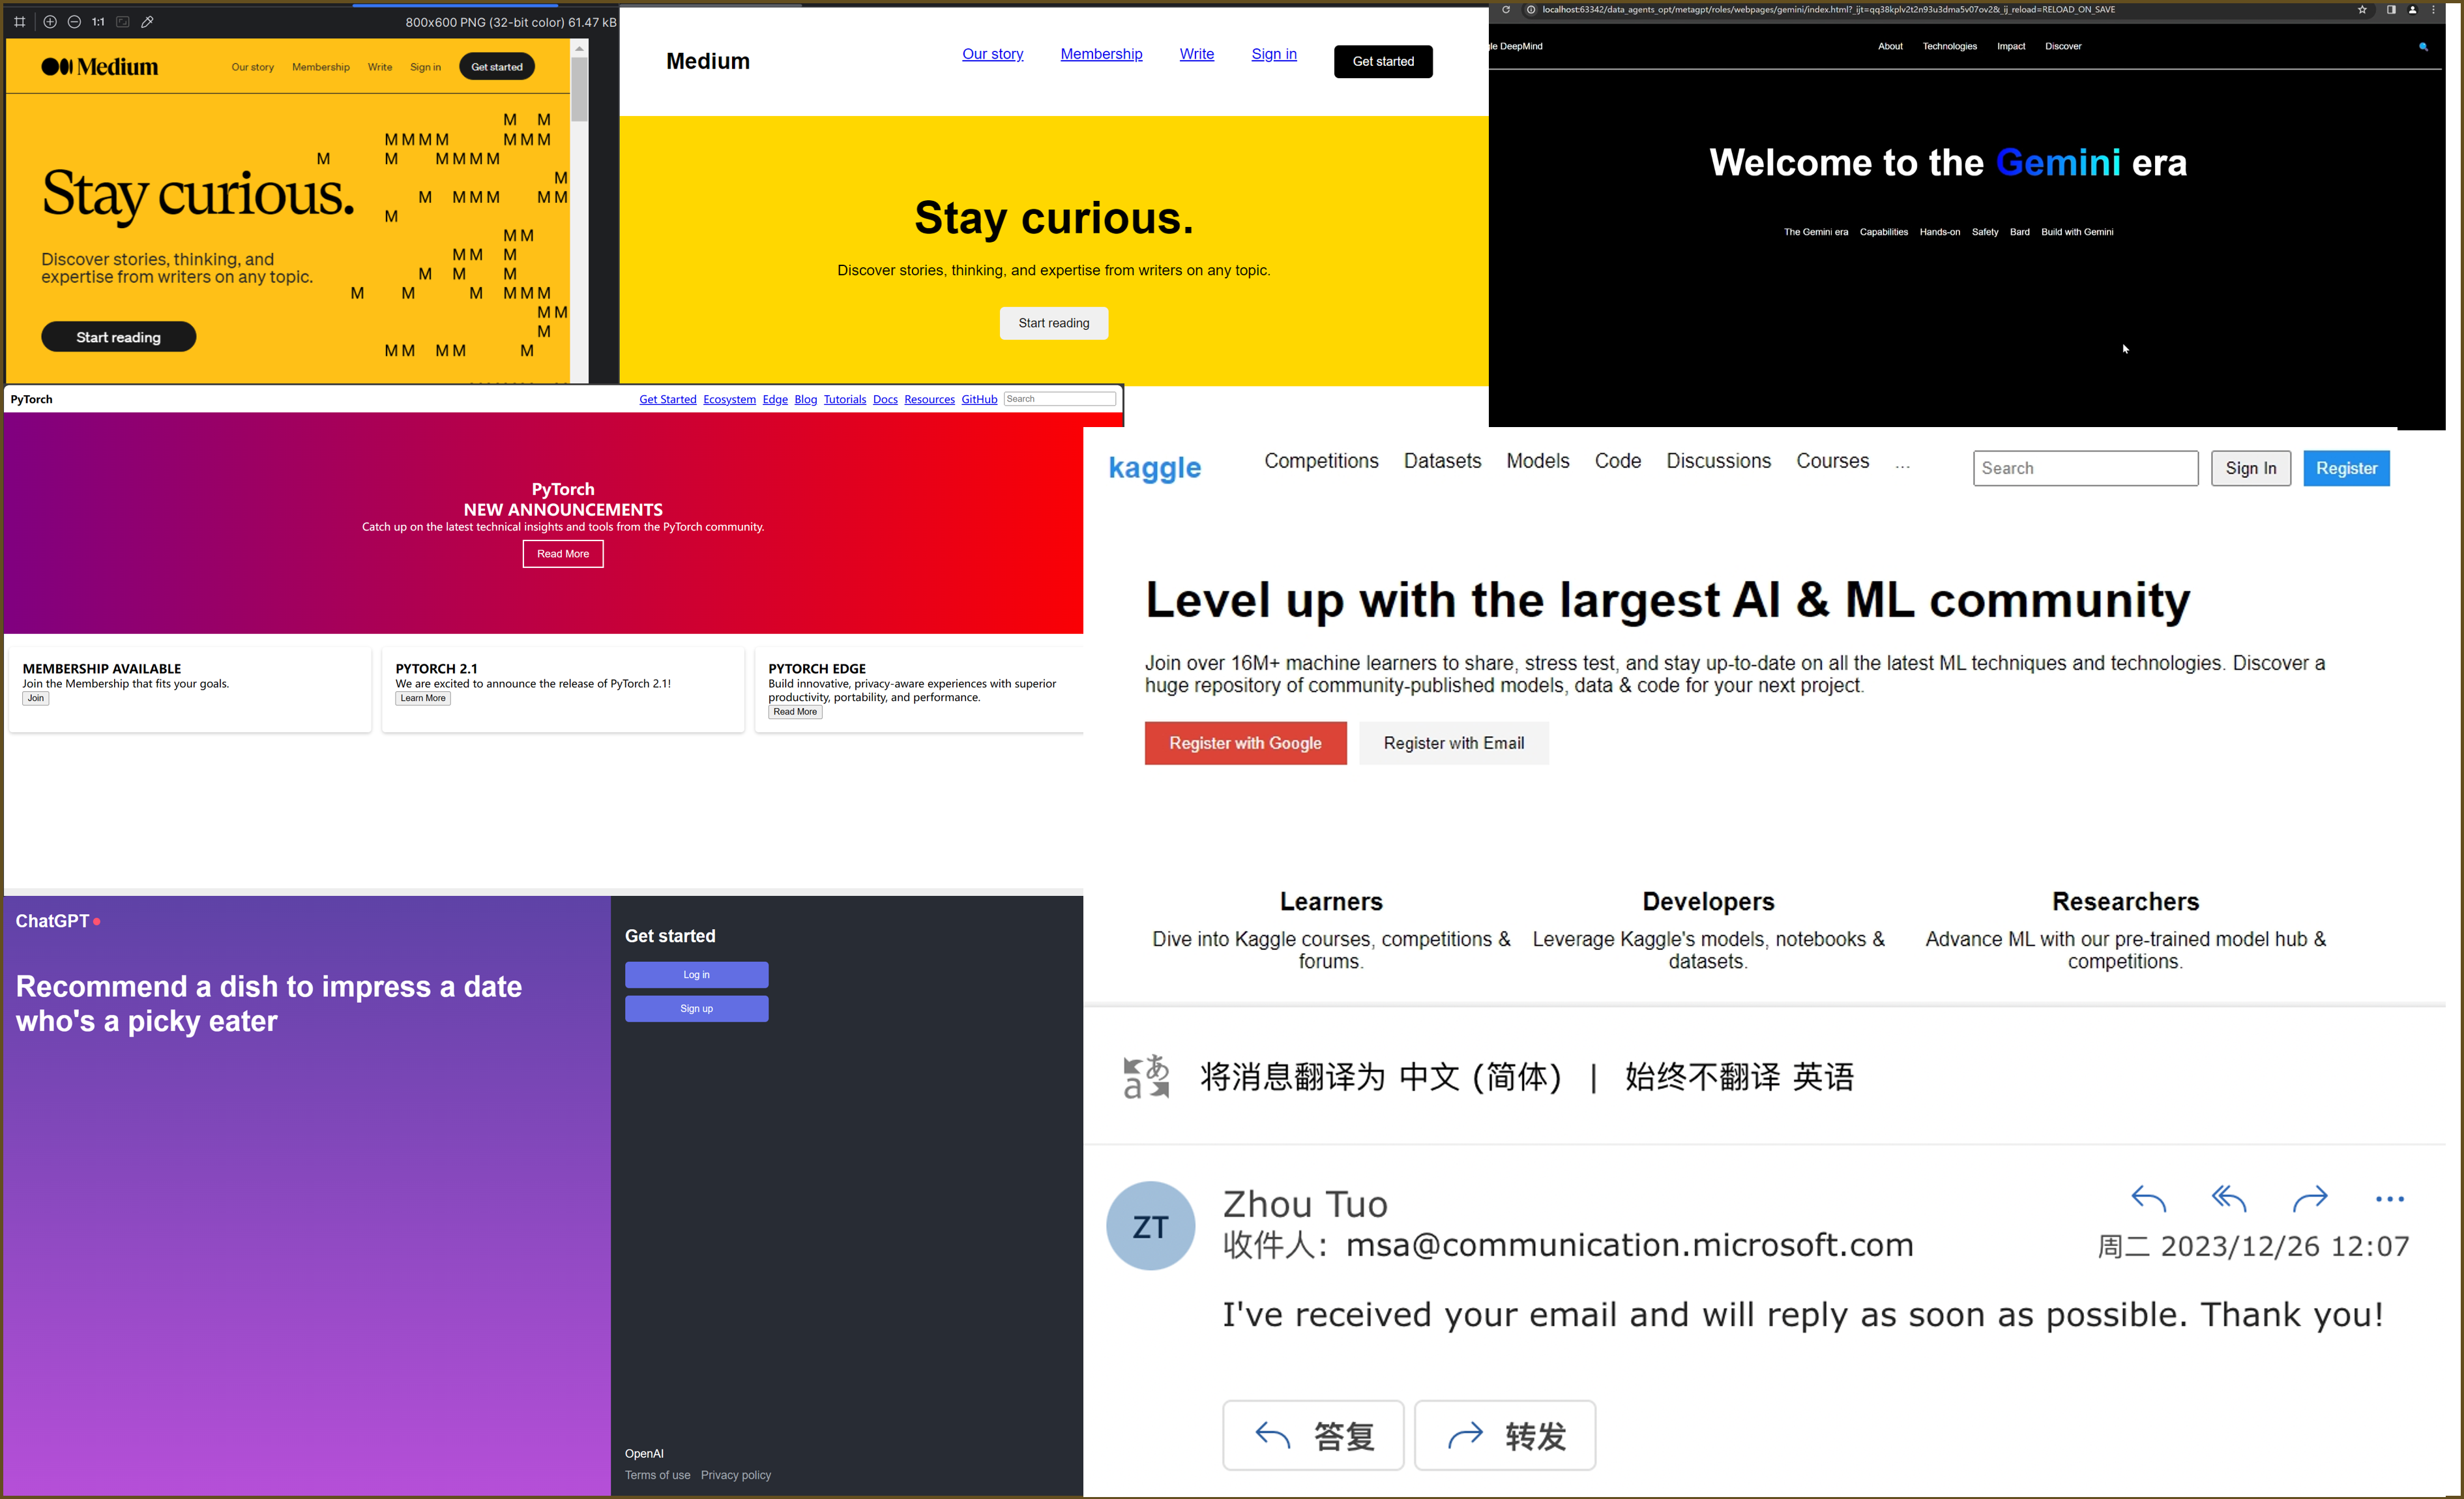 1:1 800x600 PNG (32-bit color) 61.47 kB
Medium Our story Membership Write Sign in Get started
M M
M M M M M M M
M M M M M M
M
M M M M M M
M
Stay curious.
M M
M M M
M M M
M M M M M M
M M
M
M M M M M
Discover stories, thinking, and
expertise from writers on any topic.
Start reading
Medium Our story Membership Write Sign in Get started
Stay curious.
Discover stories, thinking, and expertise from writers on any topic.
Start reading
localhost:63342/data_agents_opt/metagpt/roles/webpages/gemini/index.html?_ijt=qq38kplv2t2n93u3dma5v07ov2&_ij_reload=RELOAD_ON_SAVE
gle DeepMind About Technologies Impact Discover
Welcome to the Gemini era
The Gemini era Capabilities Hands-on Safety Bard Build with Gemini
PyTorch Get Started Ecosystem Edge Blog Tutorials Docs Resources GitHub Search
PyTorch
NEW ANNOUNCEMENTS
Catch up on the latest technical insights and tools from the PyTorch community.
Read More
MEMBERSHIP AVAILABLE
Join the Membership that fits your goals.
Join
PYTORCH 2.1
We are excited to announce the release of PyTorch 2.1!
Learn More
PYTORCH EDGE
Build innovative, privacy-aware experiences with superior
productivity, portability, and performance.
Read More
kaggle Competitions Datasets Models Code Discussions Courses ... Search Sign In Register
Level up with the largest AI & ML community
Join over 16M+ machine learners to share, stress test, and stay up-to-date on all the latest ML techniques and technologies. Discover a
huge repository of community-published models, data & code for your next project.
Register with Google Register with Email
Learners
Dive into Kaggle courses, competitions &
forums.
Developers
Leverage Kaggle's models, notebooks &
datasets.
Researchers
Advance ML with our pre-trained model hub &
competitions.
ChatGPT
Recommend a dish to impress a date
who's a picky eater
Get started
Log in
Sign up
OpenAI
Terms of use Privacy policy
あ
a
将消息翻译为 中文 (简体) | 始终不翻译 英语
ZT
Zhou Tuo
收件人: msa@communication.microsoft.com
周二 2023/12/26 12:07
I've received your email and will reply as soon as possible. Thank you!
答复 转发